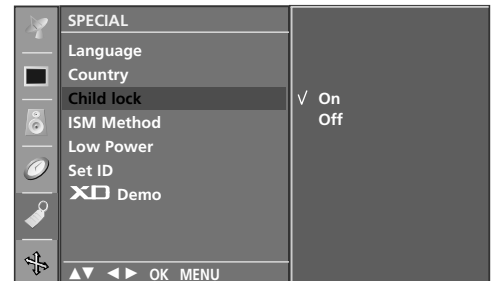 SPECIAL
Language
Country
Child lock
√ On
Off
ISM Method
Low Power
Set ID
XD Demo
▲▼ ◄► OK MENU